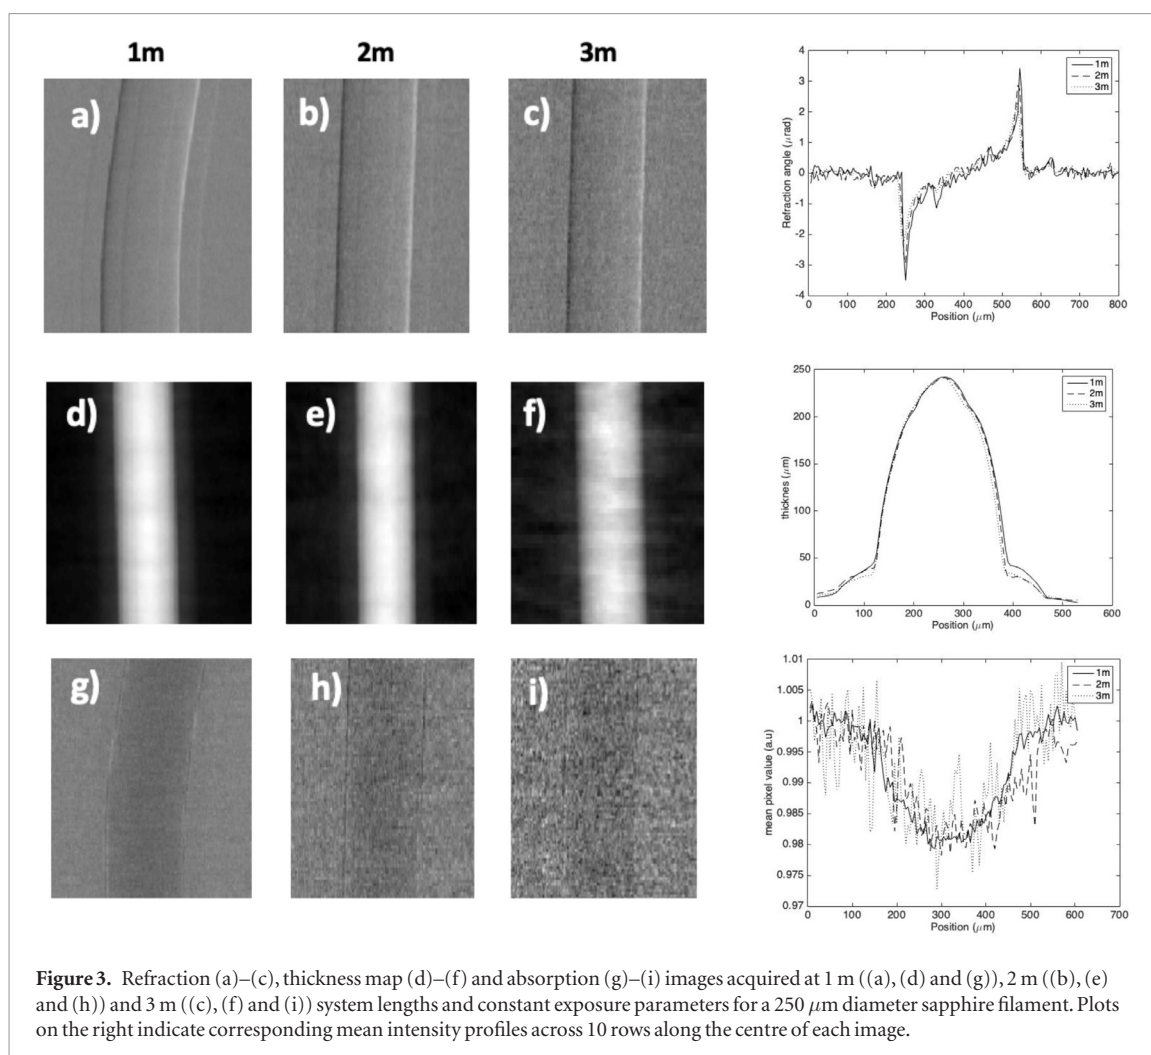 1m
2m
3m
a)
b)
c)
4
3
2
1
0
-1
-2
-3
-4
Refraction angle (μrad)
0
100
200
300
400
500
600
700
800
Position (μm)
1m
2m
3m
d)
e)
f)
250
200
150
100
50
0
thicknes (μm)
0
100
200
300
400
500
600
Position (μm)
1m
2m
3m
g)
h)
i)
1.01
1.005
1
0.995
0.99
0.985
0.98
0.975
0.97
mean pixel value (a.u)
0
100
200
300
400
500
600
700
Position (μm)
1m
2m
3m
Figure 3. Refraction (a)–(c), thickness map (d)–(f) and absorption (g)–(i) images acquired at 1 m ((a), (d) and (g)), 2 m ((b), (e)
and (h)) and 3 m ((c), (f) and (i)) system lengths and constant exposure parameters for a 250 μm diameter sapphire filament. Plots
on the right indicate corresponding mean intensity profiles across 10 rows along the centre of each image.